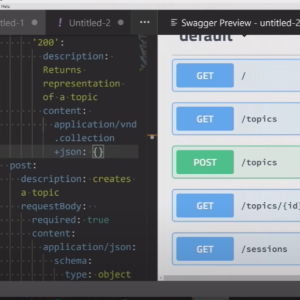 Help
tled-1
! Untitled-2
Swagger Preview - untitled-2
'200':
description:
Returns
representation
of a topic
content:
application/vnd
.collection
+json: {}
post:
description: creates
a topic
requestBody:
required: true
content:
application/json:
schema:
type: object
default
GET /
GET /topics
POST /topics
GET /topics/{id}
GET /sessions